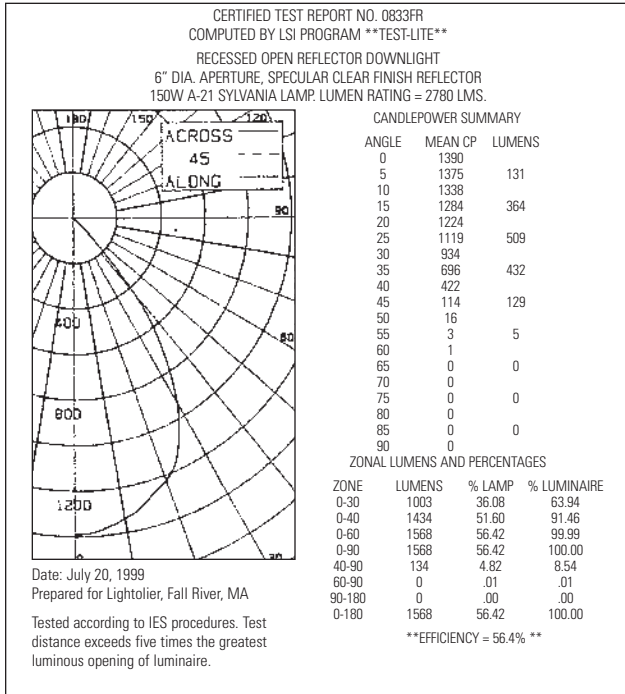 CERTIFIED TEST REPORT NO. 0833FR
COMPUTED BY LSI PROGRAM **TEST-LITE**
RECESSED OPEN REFLECTOR DOWNLIGHT
6” DIA. APERTURE, SPECULAR CLEAR FINISH REFLECTOR
150W A-21 SYLVANIA LAMP. LUMEN RATING = 2780 LMS.
180 150 120
ACROSS
45
ALONG
90
60
30
0
400
800
1200
Date: July 20, 1999
Prepared for Lightolier, Fall River, MA
Tested according to IES procedures. Test
distance exceeds five times the greatest
luminous opening of luminaire.
CANDLEPOWER SUMMARY
ANGLE MEAN CP LUMENS
0 1390
5 1375 131
10 1338
15 1284 364
20 1224
25 1119 509
30 934
35 696 432
40 422
45 114 129
50 16
55 3 5
60 1
65 0 0
70 0
75 0 0
80 0
85 0 0
90 0
ZONAL LUMENS AND PERCENTAGES
ZONE LUMENS % LAMP % LUMINAIRE
0-30 1003 36.08 63.94
0-40 1434 51.60 91.46
0-60 1568 56.42 99.99
0-90 1568 56.42 100.00
40-90 134 4.82 8.54
60-90 0 .01 .01
90-180 0 .00 .00
0-180 1568 56.42 100.00
**EFFICIENCY = 56.4% **